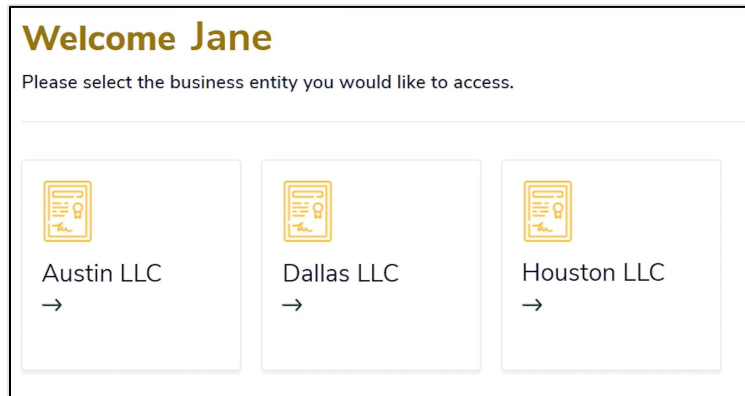 Welcome Jane
Please select the business entity you would like to access.
Austin LLC
→
Dallas LLC
→
Houston LLC
→